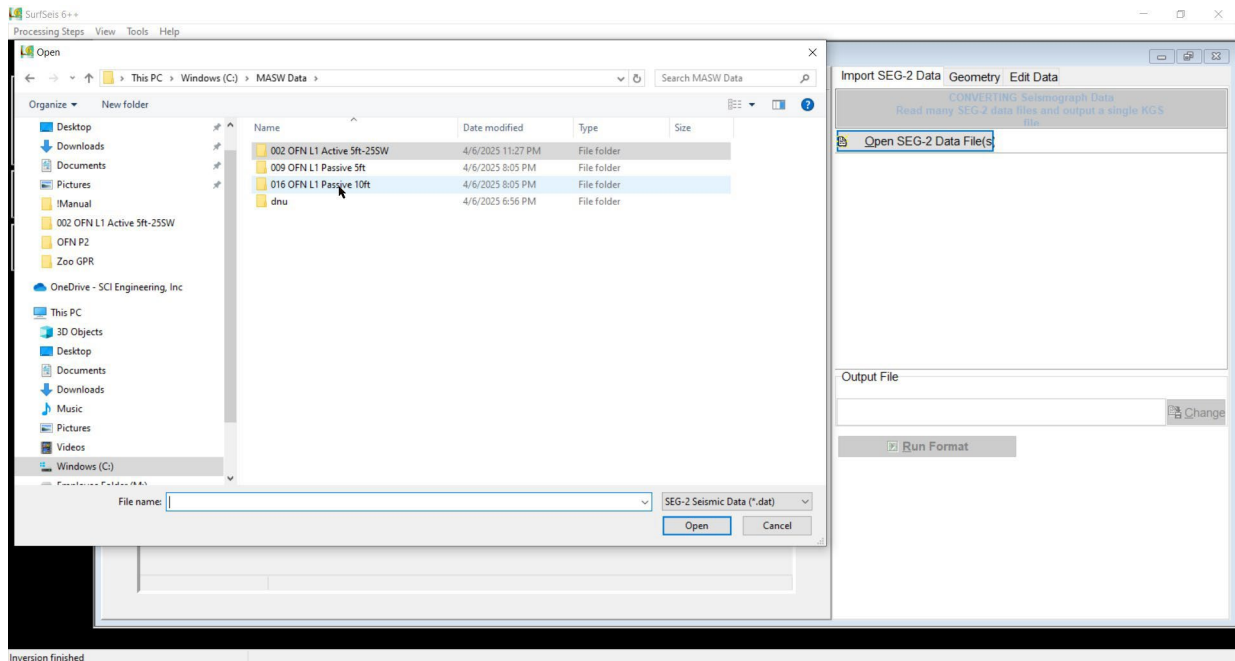 SurfSeis 6++
Processing Steps View Tools Help
Open
This PC > Windows (C:) > MASW Data >
Search MASW Data
Organize
New folder
Desktop
Downloads
Documents
Pictures
!Manual
002 OFN L1 Active 5ft-25SW
OFN P2
Zoo GPR
OneDrive - SCI Engineering, Inc
This PC
3D Objects
Desktop
Documents
Downloads
Music
Pictures
Videos
Windows (C:)
Name Date modified Type Size
002 OFN L1 Active 5ft-25SW 4/6/2025 11:27 PM File folder
009 OFN L1 Passive 5ft 4/6/2025 8:05 PM File folder
016 OFN L1 Passive 10ft 4/6/2025 8:05 PM File folder
dnu 4/6/2025 6:56 PM File folder
File name:
SEG-2 Seismic Data (*.dat)
Open Cancel
Import SEG-2 Data Geometry Edit Data
CONVERTING Seismograph Data
Read many SEG-2 data files and output a single KGS
Open SEG-2 Data File(s)
Output File
Change
Run Format
Inversion finished